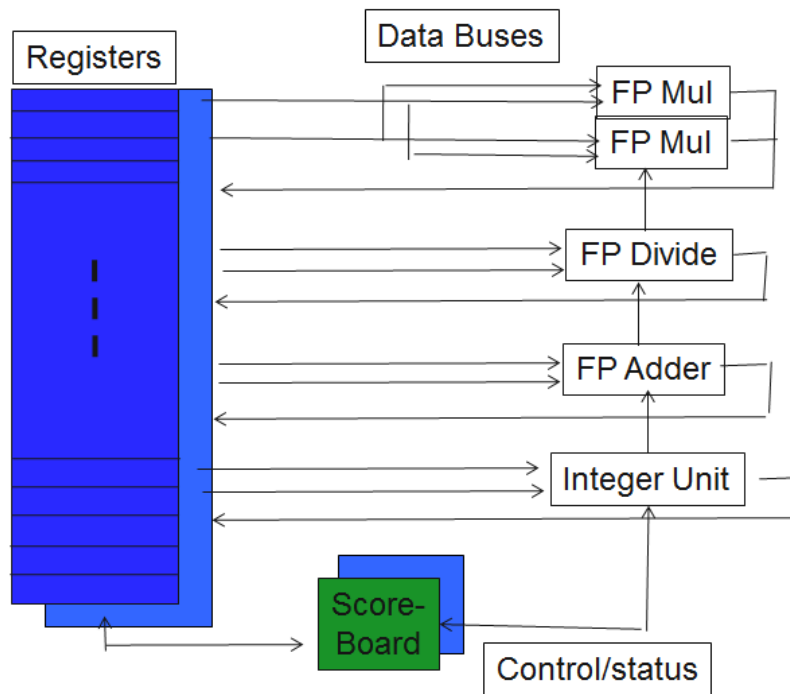 Data Buses
Registers
FP Mul
FP Mul
FP Divide
FP Adder
Integer Unit
Score-
Board
Control/status